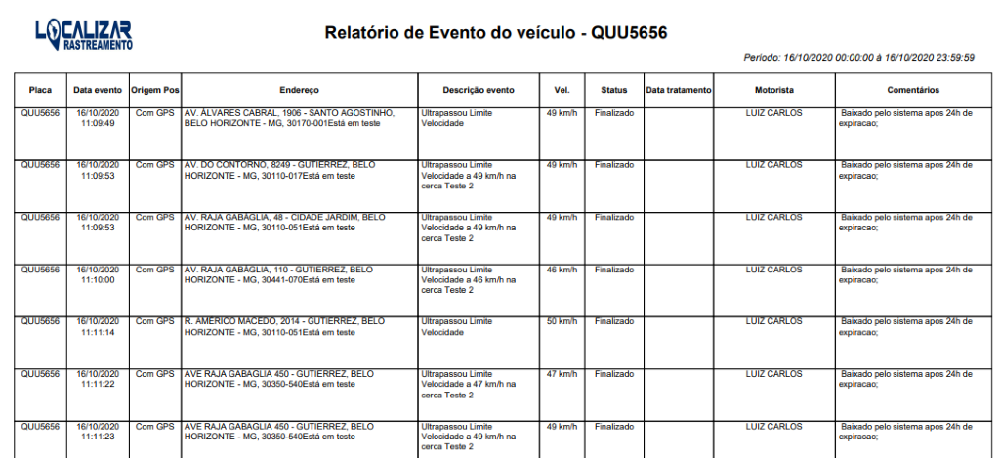 LOCALIZAR
RASTREAMENTO
Relatório de Evento do veículo - QUU5656
Período: 16/10/2020 00:00:00 à 16/10/2020 23:59:59
Placa Data evento Origem Pos Endereço Descrição evento Vel. Status Data tratamento Motorista Comentários
QUU5656 16/10/2020 Com GPS AV. ÁLVARES CABRAL, 1906 - SANTO AGOSTINHO, Ultrapassou Limite 49 km/h Finalizado LUIZ CARLOS Baixado pelo sistema apos 24h de
11:09:49 BELO HORIZONTE - MG, 30170-001Está em teste Velocidade expiracao;
QUU5656 16/10/2020 Com GPS AV. DO CONTORNO, 8249 - GUTIERREZ, BELO Ultrapassou Limite 49 km/h Finalizado LUIZ CARLOS Baixado pelo sistema apos 24h de
11:09:53 HORIZONTE - MG, 30110-017Está em teste Velocidade a 49 km/h na expiracao;
cerca Teste 2
QUU5656 16/10/2020 Com GPS AV. RAJA GABÁGLIA, 48 - CIDADE JARDIM, BELO Ultrapassou Limite 49 km/h Finalizado LUIZ CARLOS Baixado pelo sistema apos 24h de
11:09:53 HORIZONTE - MG, 30110-051Está em teste Velocidade a 49 km/h na expiracao;
cerca Teste 2
QUU5656 16/10/2020 Com GPS AV. RAJA GABÁGLIA, 110 - GUTIERREZ, BELO Ultrapassou Limite 46 km/h Finalizado LUIZ CARLOS Baixado pelo sistema apos 24h de
11:10:00 HORIZONTE - MG, 30441-070Está em teste Velocidade a 46 km/h na expiracao;
cerca Teste 2
QUU5656 16/10/2020 Com GPS R. AMÉRICO MACEDO, 2014 - GUTIERREZ, BELO Ultrapassou Limite 50 km/h Finalizado LUIZ CARLOS Baixado pelo sistema apos 24h de
11:11:14 HORIZONTE - MG, 30110-051Está em teste Velocidade expiracao;
QUU5656 16/10/2020 Com GPS AVE RAJA GABAGLIA 450 - GUTIERREZ, BELO Ultrapassou Limite 47 km/h Finalizado LUIZ CARLOS Baixado pelo sistema apos 24h de
11:11:22 HORIZONTE - MG, 30350-540Está em teste Velocidade a 47 km/h na expiracao;
cerca Teste 2
QUU5656 16/10/2020 Com GPS AVE RAJA GABAGLIA 450 - GUTIERREZ, BELO Ultrapassou Limite 49 km/h Finalizado LUIZ CARLOS Baixado pelo sistema apos 24h de
11:11:23 HORIZONTE - MG, 30350-540Está em teste Velocidade a 49 km/h na expiracao;
cerca Teste 2